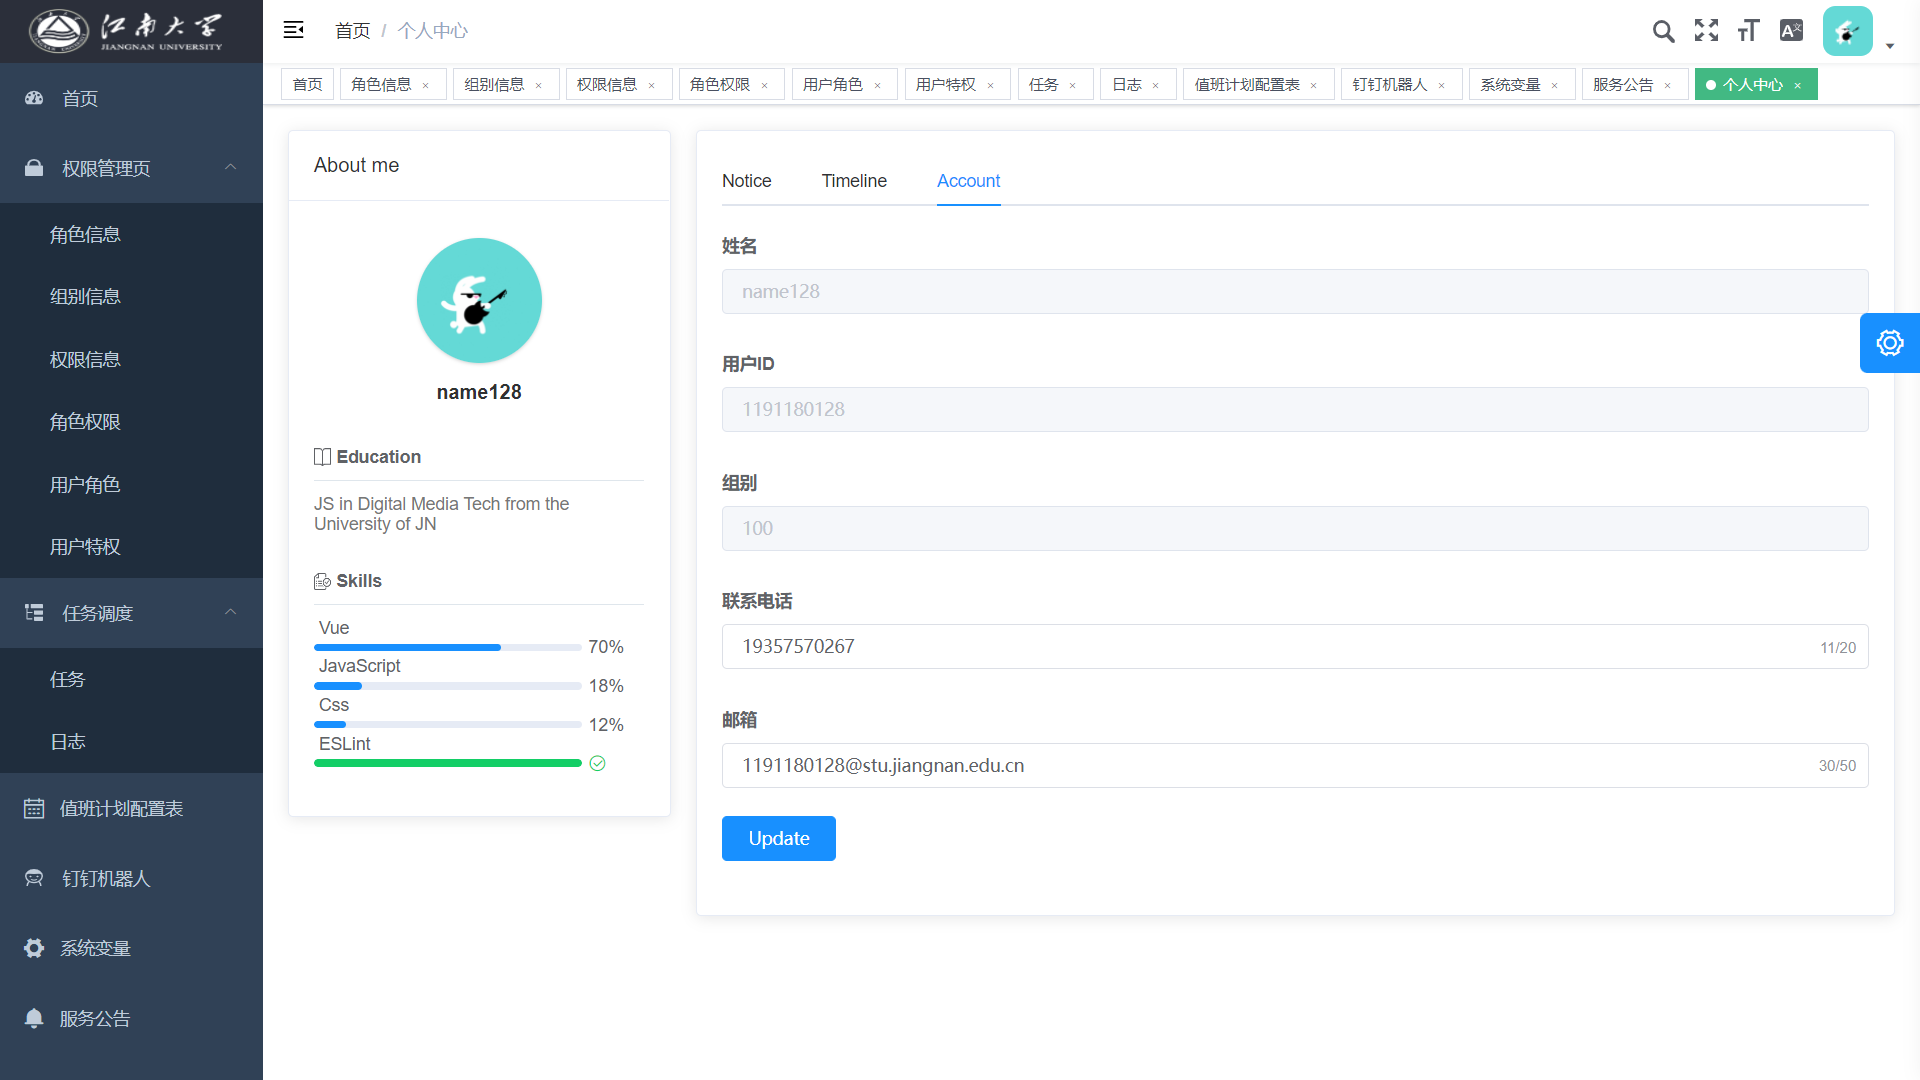 江南大学
JIANGNAN UNIVERSITY
首页
权限管理页
角色信息
组别信息
权限信息
角色权限
用户角色
用户特权
任务调度
任务
日志
值班计划配置表
钉钉机器人
系统变量
服务公告
首页 / 个人中心
首页 角色信息 × 组别信息 × 权限信息 × 角色权限 × 用户角色 × 用户特权 × 任务 × 日志 × 值班计划配置表 × 钉钉机器人 × 系统变量 × 服务公告 × 个人中心 ×
About me
name128
Education
JS in Digital Media Tech from the
University of JN
Skills
Vue
70%
JavaScript
18%
Css
12%
ESLint
Notice Timeline Account
姓名
name128
用户ID
1191180128
组别
100
联系电话
19357570267 11/20
邮箱
1191180128@stu.jiangnan.edu.cn 30/50
Update